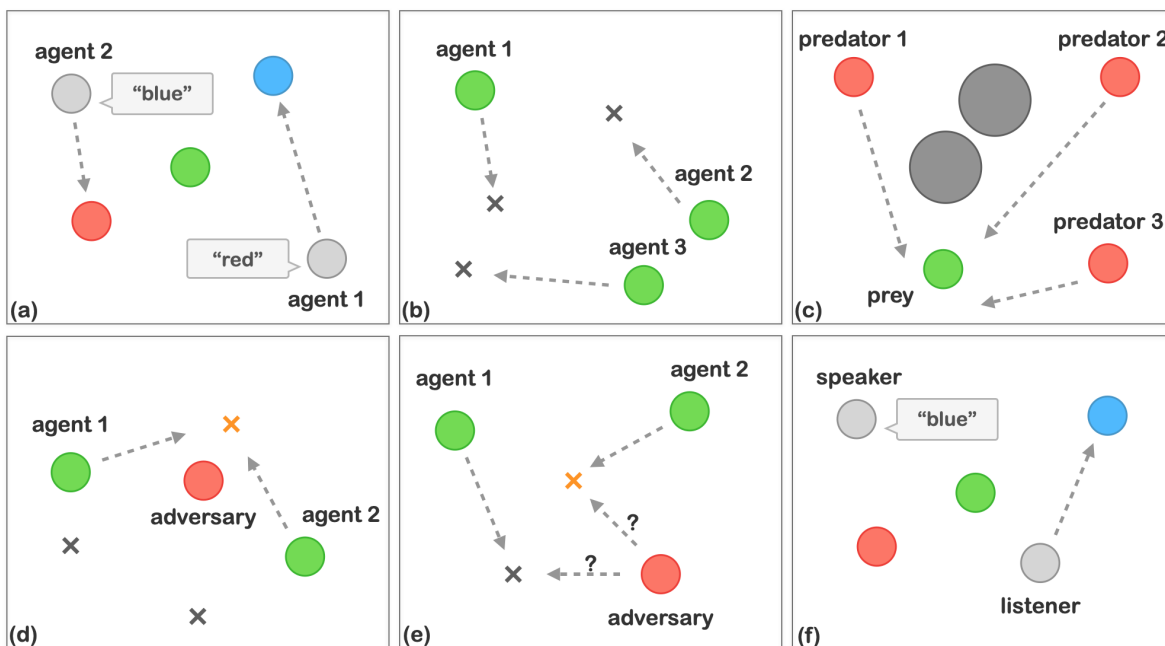 agent 2
“blue”
“red”
agent 1
(a)
agent 1
agent 2
agent 3
(b)
predator 1
predator 2
predator 3
prey
(c)
agent 1
adversary
agent 2
(d)
agent 1
agent 2
?
?
adversary
(e)
speaker
“blue”
listener
(f)